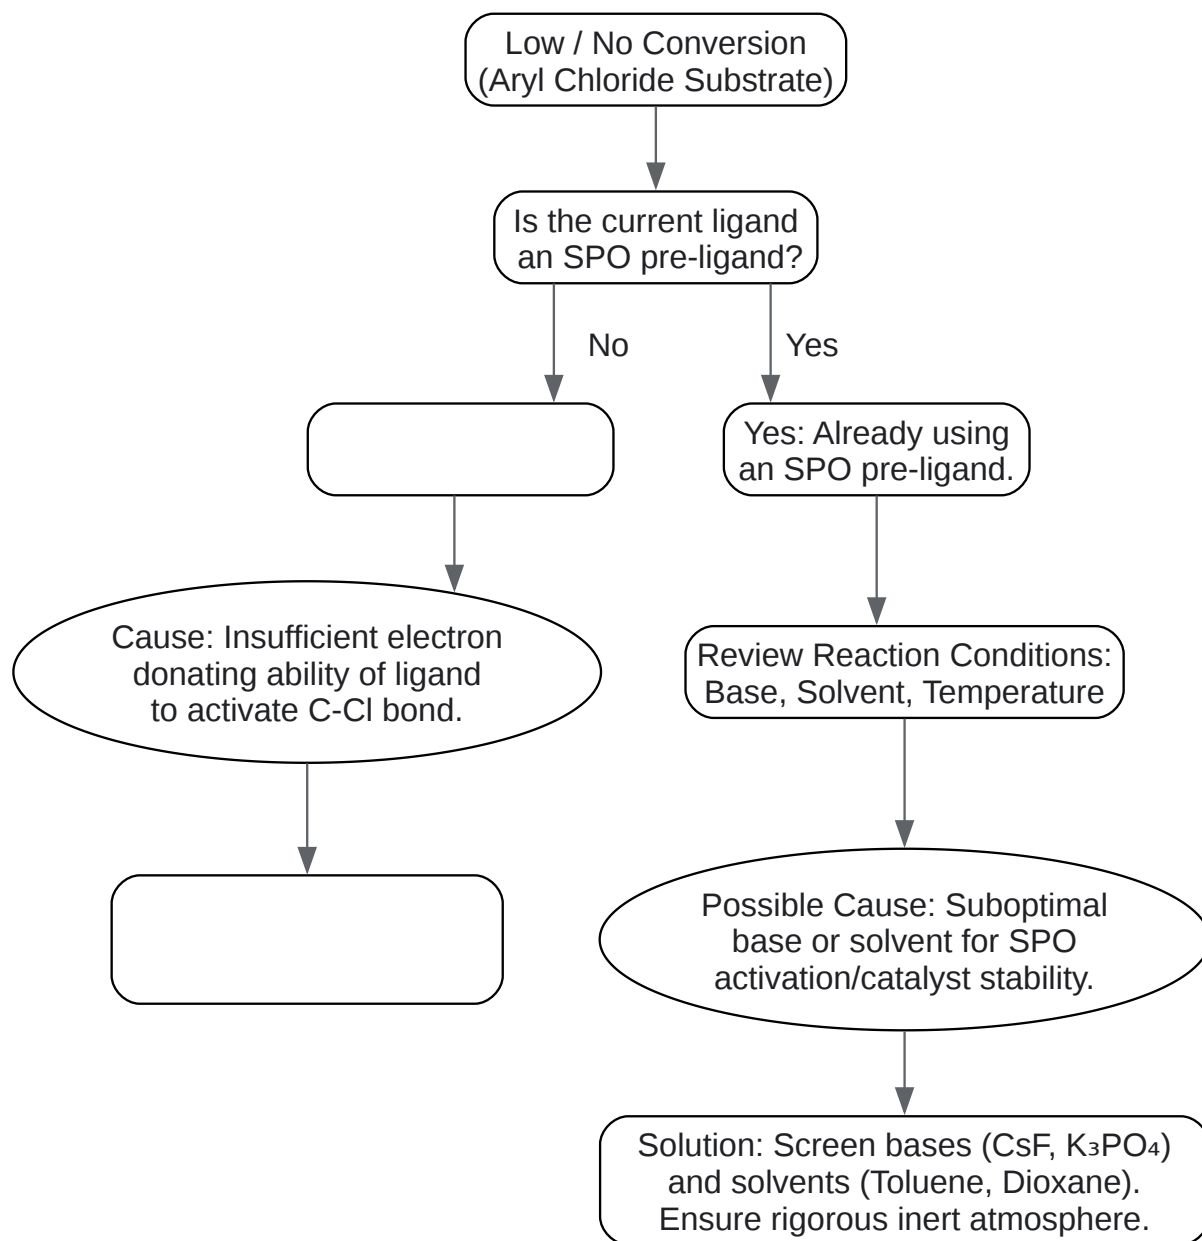 Low / No Conversion
(Aryl Chloride Substrate)
Is the current ligand
an SPO pre-ligand?
No
Yes
Yes: Already using
an SPO pre-ligand.
Cause: Insufficient electron
donating ability of ligand
to activate C-Cl bond.
Review Reaction Conditions:
Base, Solvent, Temperature
Possible Cause: Suboptimal
base or solvent for SPO
activation/catalyst stability.
Solution: Screen bases (CsF, K₃PO₄)
and solvents (Toluene, Dioxane).
Ensure rigorous inert atmosphere.